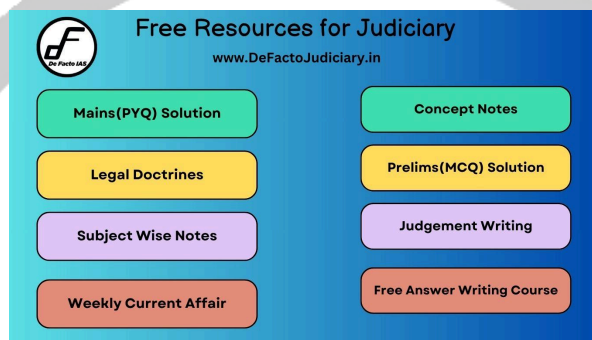 Free Resources for Judiciary
www.DeFactoJudiciary.in
De Facto IAS
Mains(PYQ) Solution
Concept Notes
Legal Doctrines
Prelims(MCQ) Solution
Subject Wise Notes
Judgement Writing
Weekly Current Affair
Free Answer Writing Course